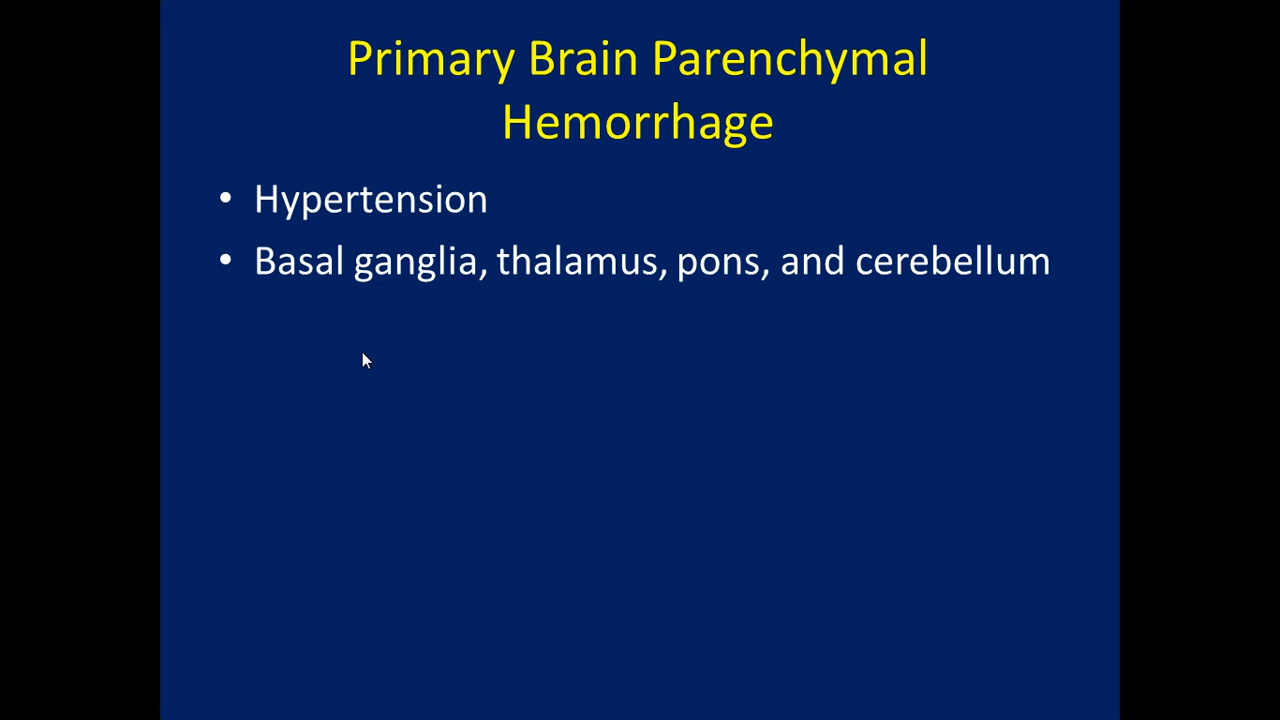 Primary Brain Parenchymal
Hemorrhage
• Hypertension
• Basal ganglia, thalamus, pons, and cerebellum